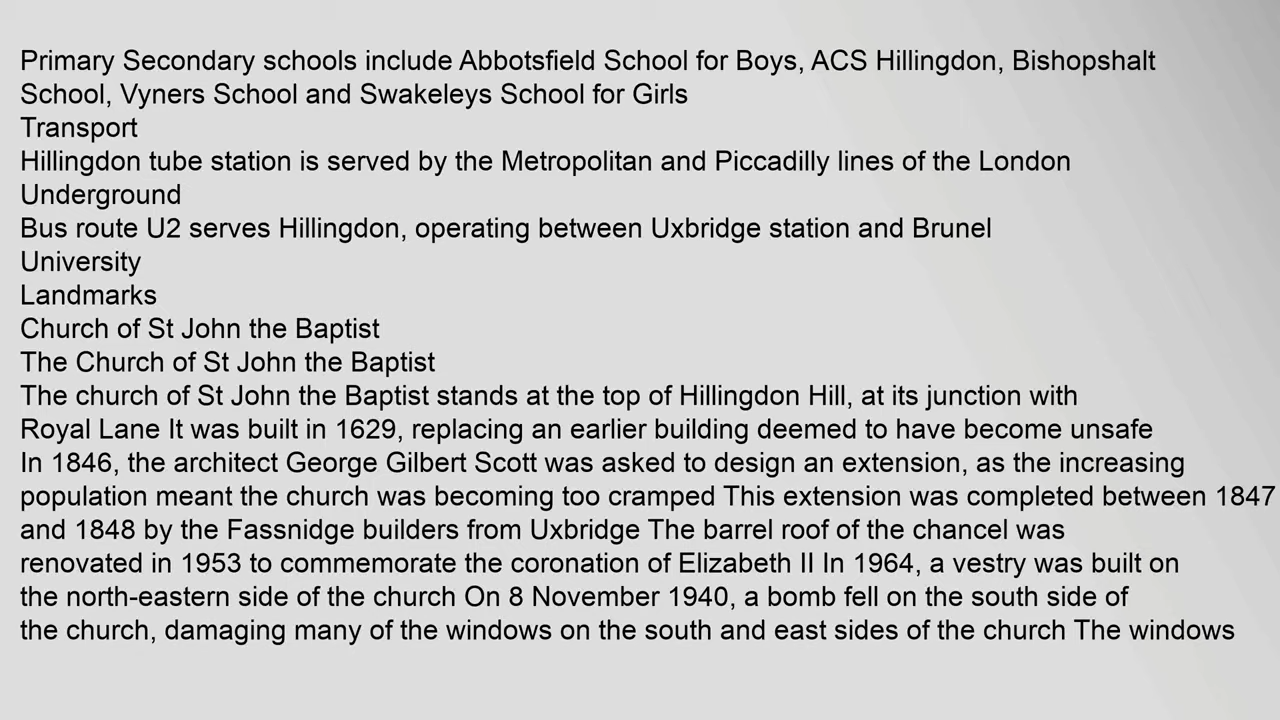 Primary Secondary schools include Abbotsfield School for Boys, ACS Hillingdon, Bishopshalt
School, Vyners School and Swakeleys School for Girls
Transport
Hillingdon tube station is served by the Metropolitan and Piccadilly lines of the London
Underground
Bus route U2 serves Hillingdon, operating between Uxbridge station and Brunel
University
Landmarks
Church of St John the Baptist
The Church of St John the Baptist
The church of St John the Baptist stands at the top of Hillingdon Hill, at its junction with
Royal Lane It was built in 1629, replacing an earlier building deemed to have become unsafe
In 1846, the architect George Gilbert Scott was asked to design an extension, as the increasing
population meant the church was becoming too cramped This extension was completed between 1847
and 1848 by the Fassnidge builders from Uxbridge The barrel roof of the chancel was
renovated in 1953 to commemorate the coronation of Elizabeth II In 1964, a vestry was built on
the north-eastern side of the church On 8 November 1940, a bomb fell on the south side of
the church, damaging many of the windows on the south and east sides of the church The windows